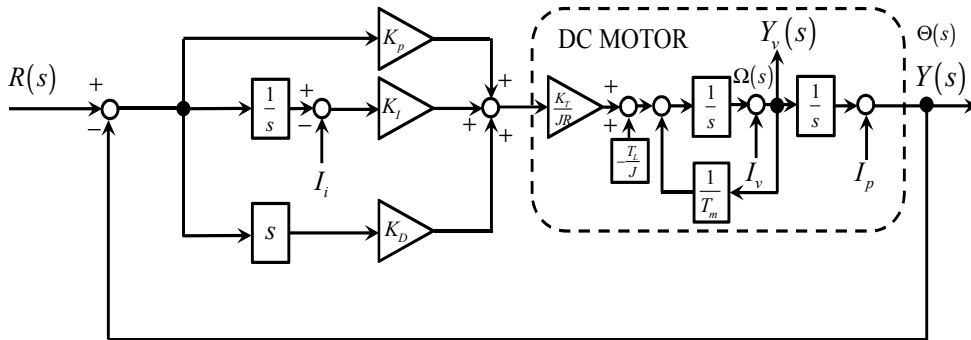 DC MOTOR
Y_v(s)
Θ(s)
R(s)
Y(s)
+
−
K_p
+
1/s
+
−
I_i
K_I
+
+
K_D
s
K_T/JR
+
+
−T_L/J
1/s
Ω(s)
I_v
1/T_m
1/s
I_p